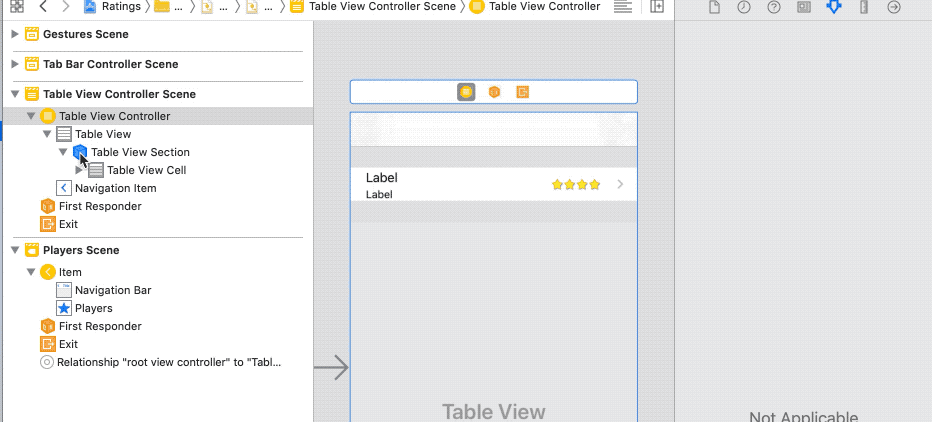 Ratings ... ... ... Table View Controller Scene Table View Controller
Gestures Scene
Tab Bar Controller Scene
Table View Controller Scene
Table View Controller
Table View
Table View Section
Table View Cell
Navigation Item
First Responder
Exit
Players Scene
Item
Navigation Bar
Players
First Responder
Exit
Relationship "root view controller" to "Tabl...
Label
Label
Table View
Not Applicable